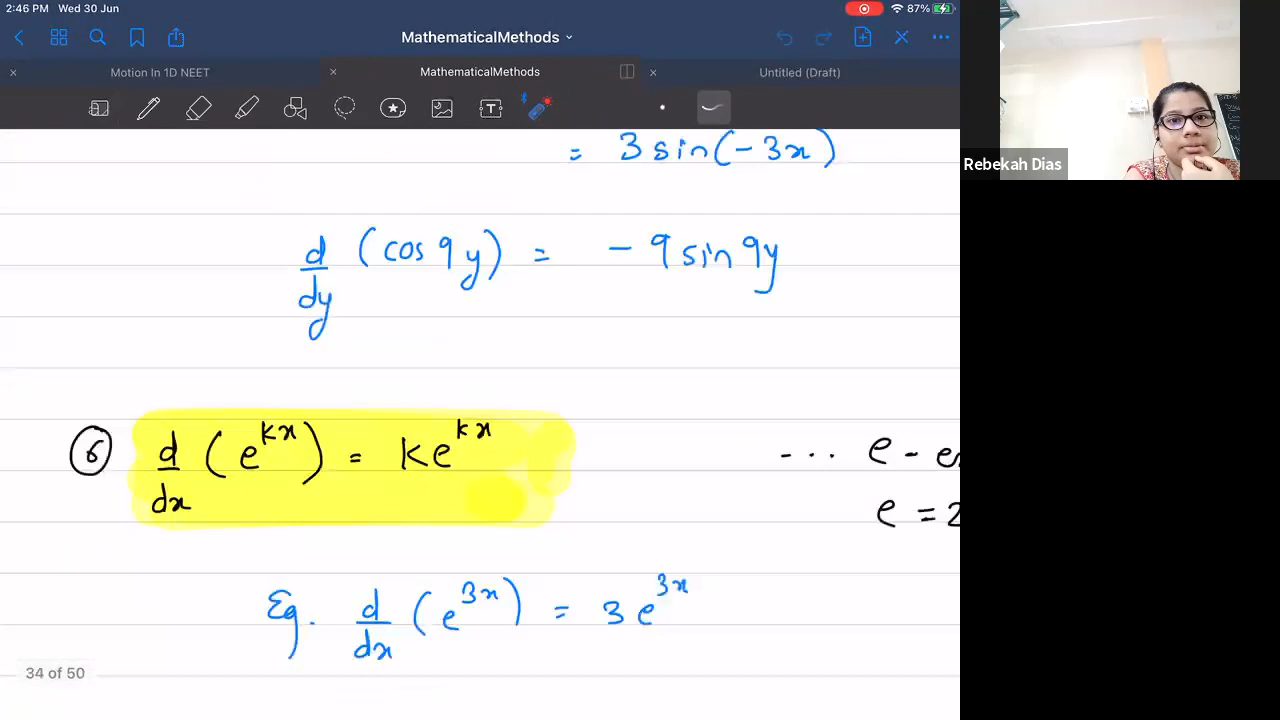 2:46 PM Wed 30 Jun
87%
MathematicalMethods
Motion In 1D NEET
MathematicalMethods
Untitled (Draft)
= 3 sin(-3x)
d/dy (cos 9y) = -9 sin 9y
6 d/dx (e^kx) = ke^kx
... e - en
e = 2
Eg. d/dx (e^3x) = 3e^3x
34 of 50
Rebekah Dias